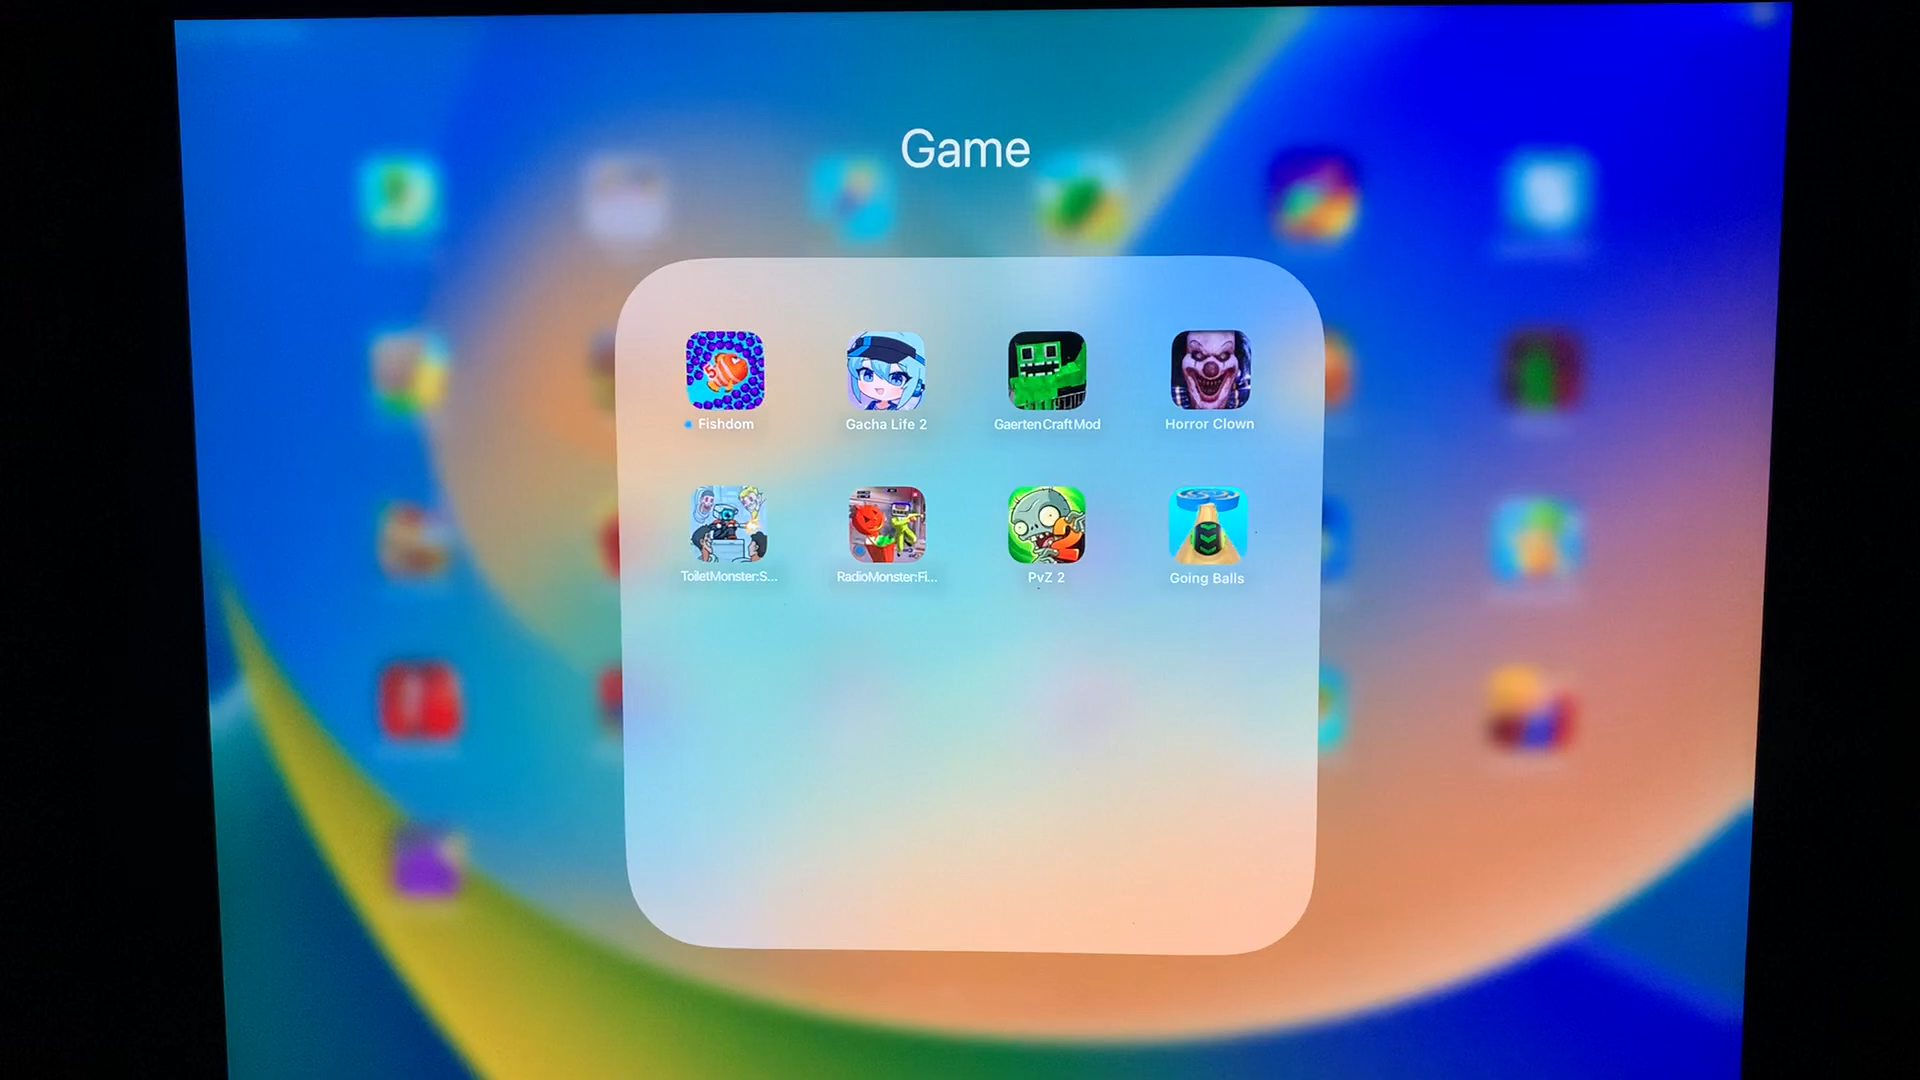 Game
Fishdom
Gacha Life 2
GaertenCraftMod
Horror Clown
ToiletMonster:S...
RadioMonster:Fi...
PvZ 2
Going Balls